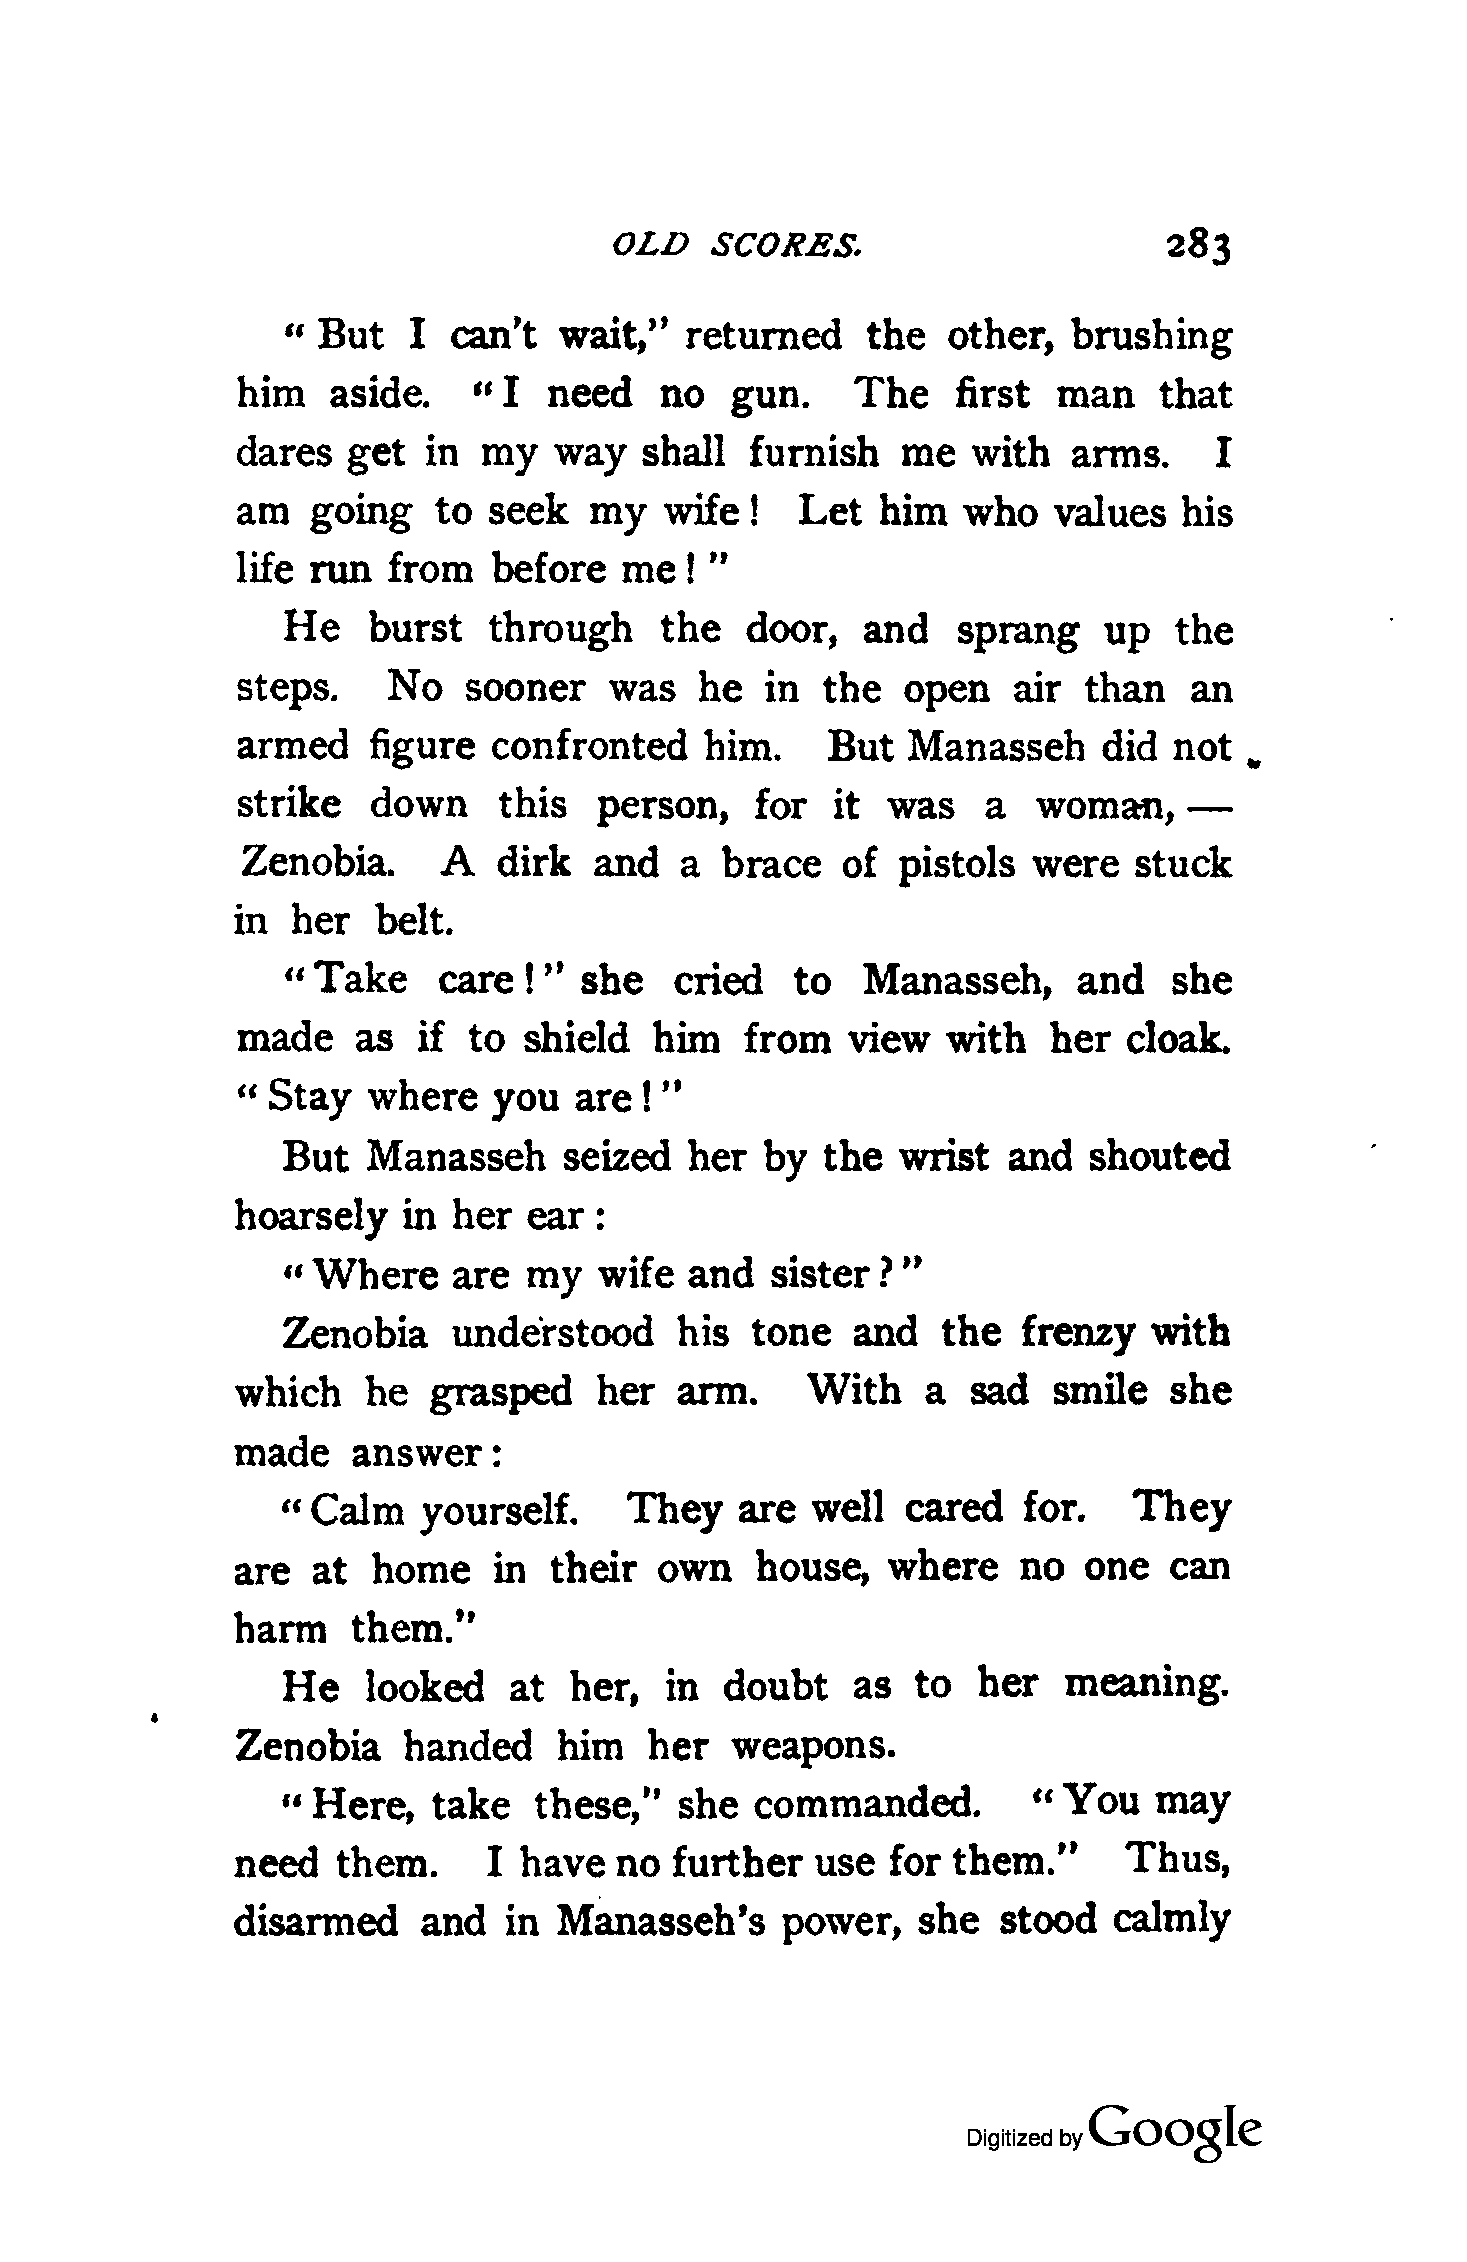 OLD SCORES. 283
“ But I can't wait,” returned the other, brushing
him aside. “ I need no gun. The first man that
dares get in my way shall furnish me with arms. I
am going to seek my wife ! Let him who values his
life run from before me ! ”
He burst through the door, and sprang up the
steps. No sooner was he in the open air than an
armed figure confronted him. But Manasseh did not
strike down this person, for it was a woman, —
Zenobia. A dirk and a brace of pistols were stuck
in her belt.
“ Take care ! ” she cried to Manasseh, and she
made as if to shield him from view with her cloak.
“ Stay where you are ! ”
But Manasseh seized her by the wrist and shouted
hoarsely in her ear :
“ Where are my wife and sister ? ”
Zenobia understood his tone and the frenzy with
which he grasped her arm. With a sad smile she
made answer :
“ Calm yourself. They are well cared for. They
are at home in their own house, where no one can
harm them.”
He looked at her, in doubt as to her meaning.
Zenobia handed him her weapons.
“ Here, take these,” she commanded. “ You may
need them. I have no further use for them.” Thus,
disarmed and in Manasseh's power, she stood calmly
Digitized by Google